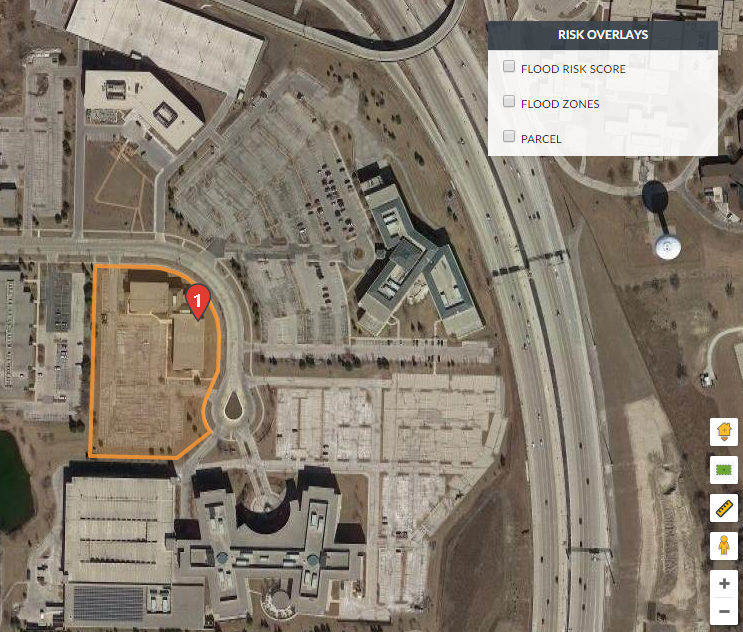 RISK OVERLAYS
FLOOD RISK SCORE
FLOOD ZONES
PARCEL
1